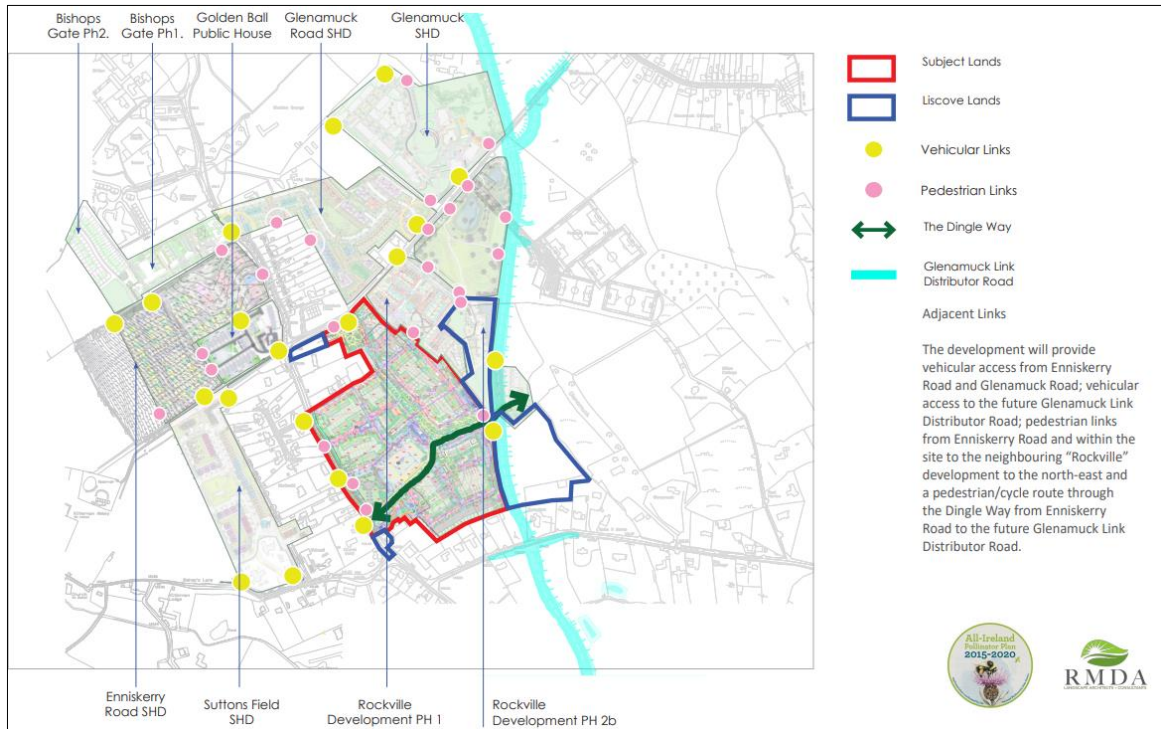 Bishops
Gate Ph2.
Bishops
Gate Ph1.
Golden Ball
Public House
Glenamuck
Road SHD
Glenamuck
SHD
Subject Lands
Liscove Lands
Vehicular Links
Pedestrian Links
The Dingle Way
Glenamuck Link
Distributor Road
Adjacent Links
The development will provide
vehicular access from Enniskerry
Road and Glenamuck Road; vehicular
access to the future Glenamuck Link
Distributor Road; pedestrian links
from Enniskerry Road and within the
site to the neighbouring “Rockville”
development to the north-east and
a pedestrian/cycle route through
the Dingle Way from Enniskerry
Road to the future Glenamuck Link
Distributor Road.
Enniskerry
Road SHD
Suttons Field
SHD
Rockville
Development PH 1
Rockville
Development PH 2b
All-Ireland
Pollinator Plan
2015-2020
RMDA
LANDSCAPE ARCHITECTS + CONSULTANTS